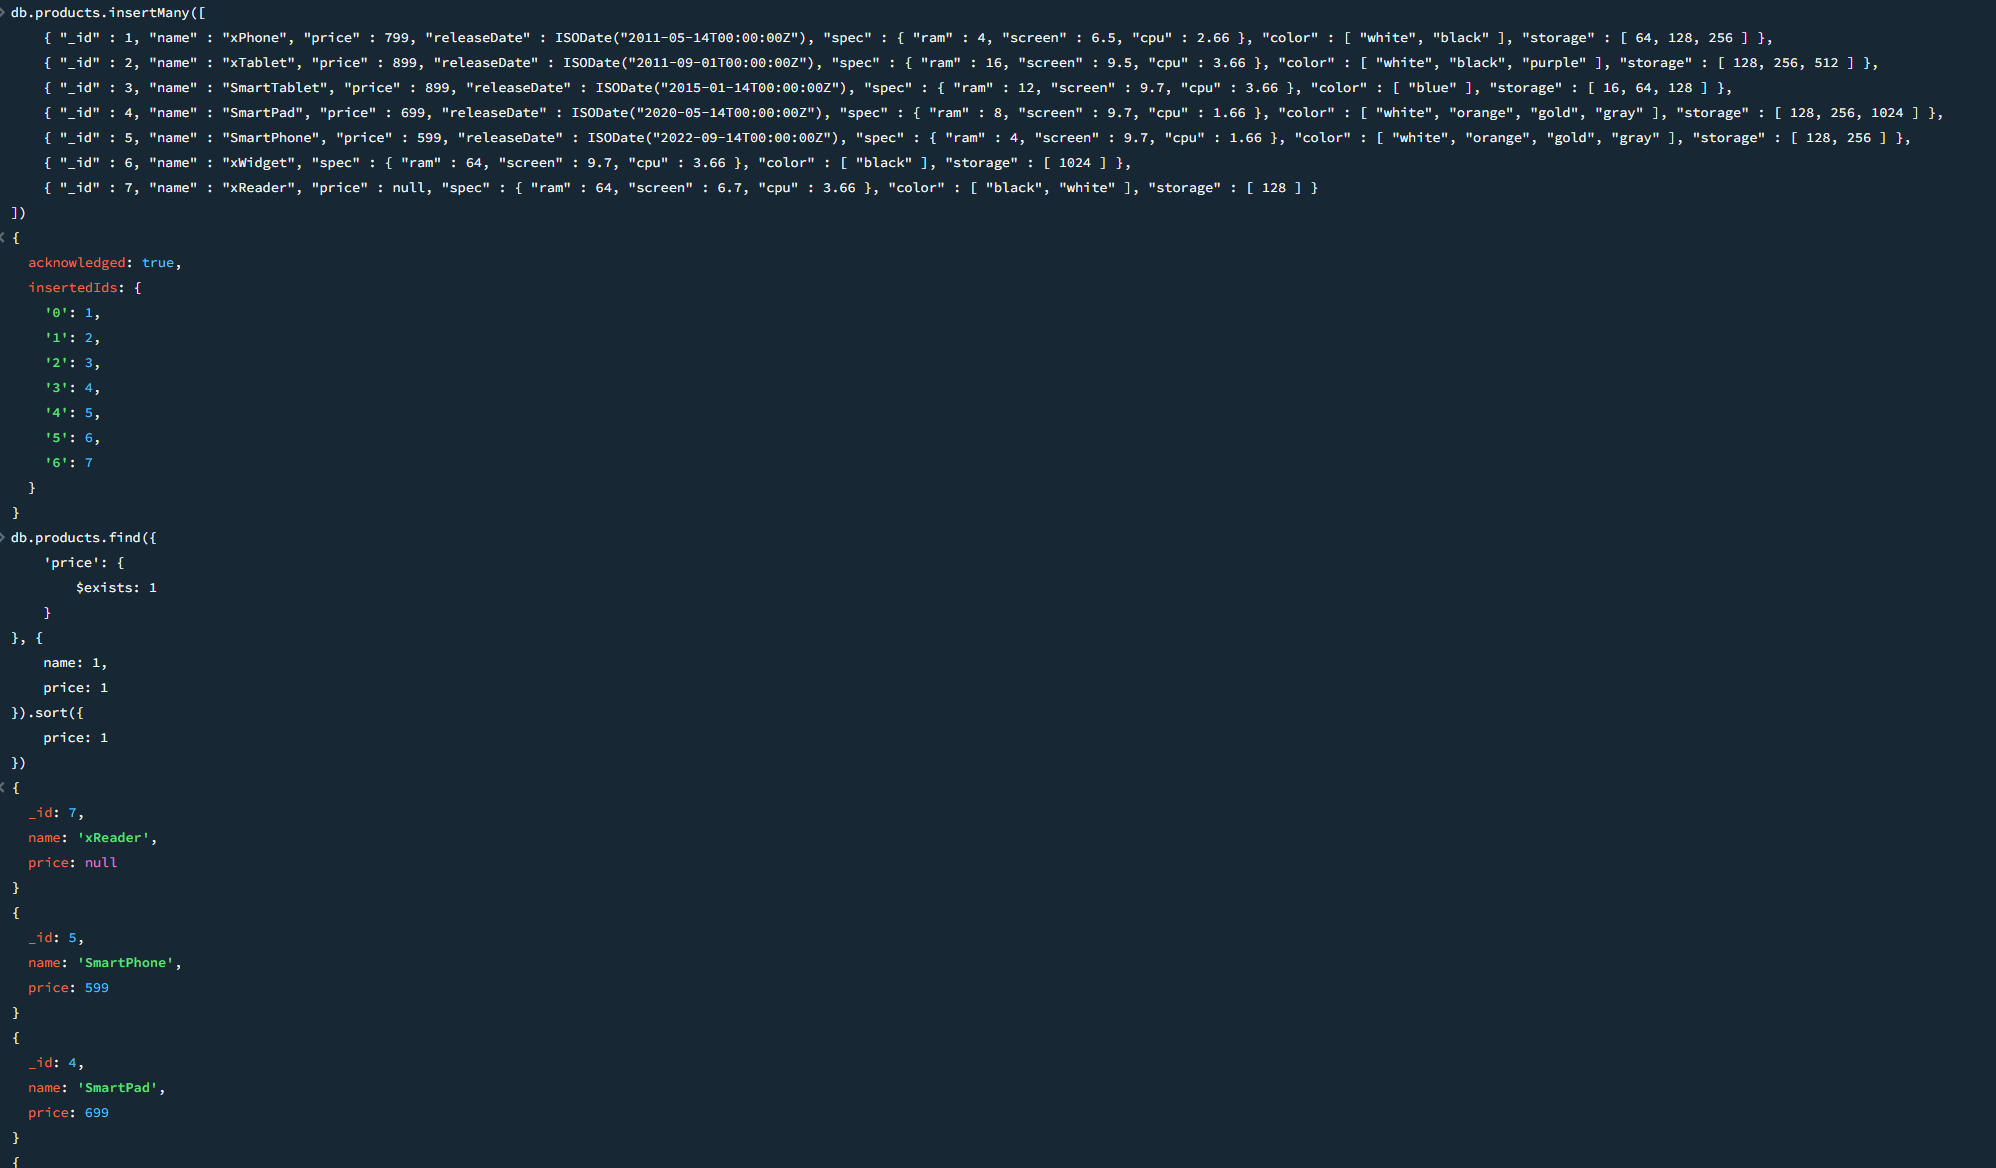 db.products.insertMany([
{ "_id" : 1, "name" : "xPhone", "price" : 799, "releaseDate" : ISODate("2011-05-14T00:00:00Z"), "spec" : { "ram" : 4, "screen" : 6.5, "cpu" : 2.66 }, "color" : [ "white", "black" ], "storage" : [ 64, 128, 256 ] },
{ "_id" : 2, "name" : "xTablet", "price" : 899, "releaseDate" : ISODate("2011-09-01T00:00:00Z"), "spec" : { "ram" : 16, "screen" : 9.5, "cpu" : 3.66 }, "color" : [ "white", "black", "purple" ], "storage" : [ 128, 256, 512 ] },
{ "_id" : 3, "name" : "SmartTablet", "price" : 899, "releaseDate" : ISODate("2015-01-14T00:00:00Z"), "spec" : { "ram" : 12, "screen" : 9.7, "cpu" : 3.66 }, "color" : [ "blue" ], "storage" : [ 16, 64, 128 ] },
{ "_id" : 4, "name" : "SmartPad", "price" : 699, "releaseDate" : ISODate("2020-05-14T00:00:00Z"), "spec" : { "ram" : 8, "screen" : 9.7, "cpu" : 1.66 }, "color" : [ "white", "orange", "gold", "gray" ], "storage" : [ 128, 256, 1024 ] },
{ "_id" : 5, "name" : "SmartPhone", "price" : 599, "releaseDate" : ISODate("2022-09-14T00:00:00Z"), "spec" : { "ram" : 4, "screen" : 9.7, "cpu" : 1.66 }, "color" : [ "white", "orange", "gold", "gray" ], "storage" : [ 128, 256 ] },
{ "_id" : 6, "name" : "xWidget", "spec" : { "ram" : 64, "screen" : 9.7, "cpu" : 3.66 }, "color" : [ "black" ], "storage" : [ 1024 ] },
{ "_id" : 7, "name" : "xReader", "price" : null, "spec" : { "ram" : 64, "screen" : 6.7, "cpu" : 3.66 }, "color" : [ "black", "white" ], "storage" : [ 128 ] }
])
{
acknowledged: true,
insertedIds: {
'0': 1,
'1': 2,
'2': 3,
'3': 4,
'4': 5,
'5': 6,
'6': 7
}
}
db.products.find({
'price': {
$exists: 1
}
}, {
name: 1,
price: 1
}).sort({
price: 1
})
{
_id: 7,
name: 'xReader',
price: null
}
{
_id: 5,
name: 'SmartPhone',
price: 599
}
{
_id: 4,
name: 'SmartPad',
price: 699
}
{